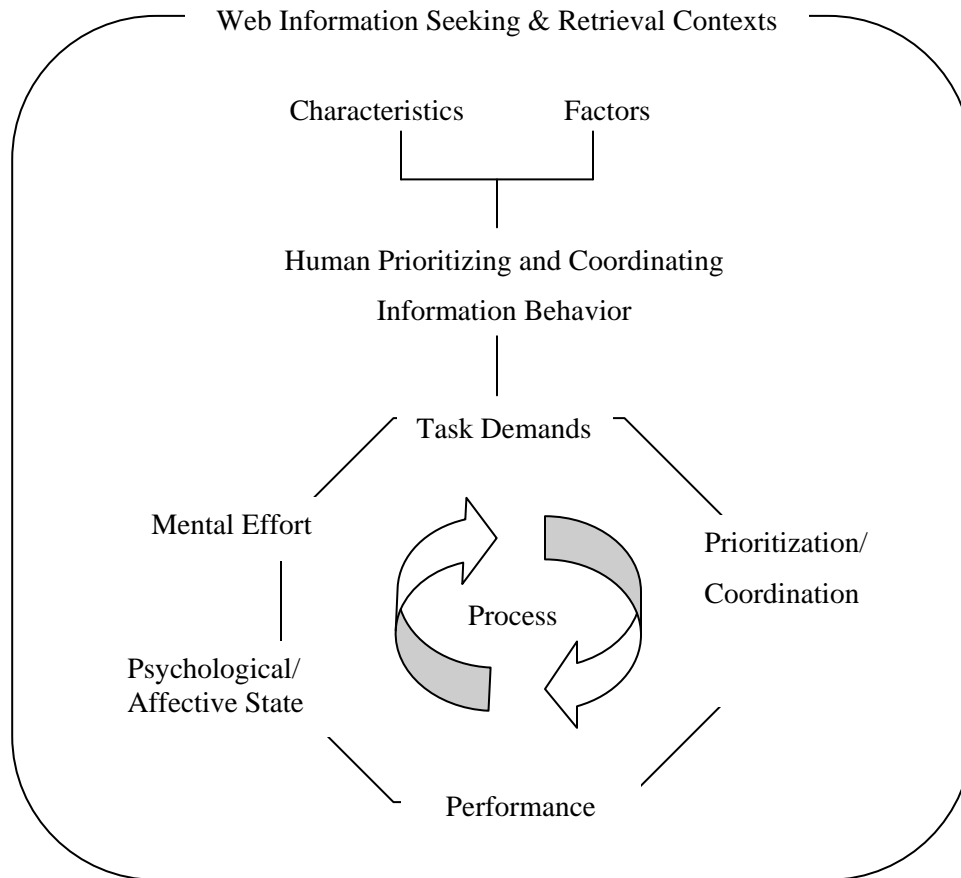 Web Information Seeking & Retrieval Contexts
Characteristics
Factors
Human Prioritizing and Coordinating
Information Behavior
Task Demands
Mental Effort
Prioritization/
Coordination
Process
Psychological/
Affective State
Performance